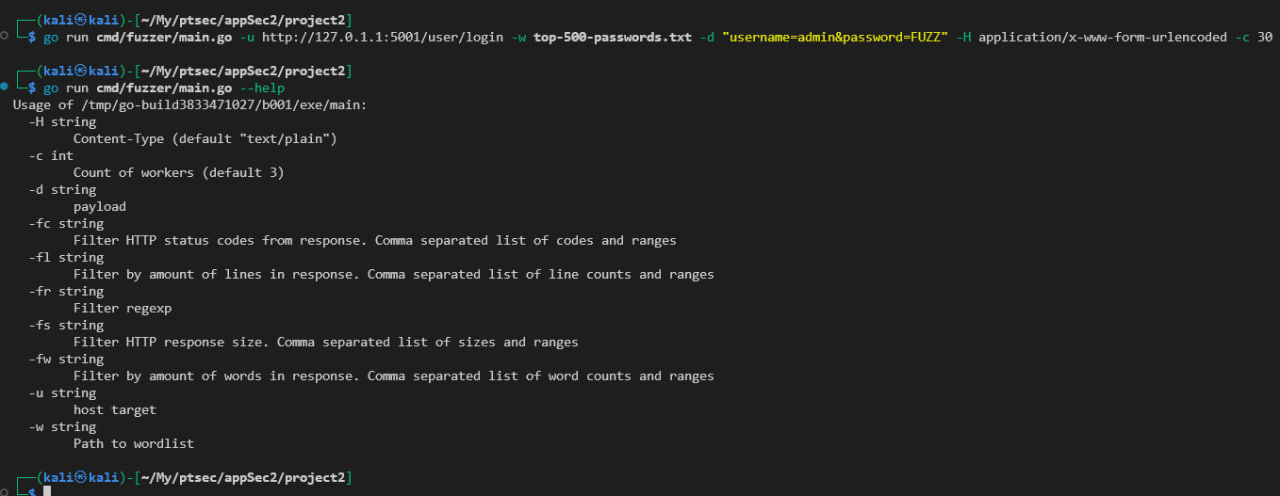 ┌──(kali㉿kali)-[~/My/ptsec/appSec2/project2]
└─$ go run cmd/fuzzer/main.go -u http://127.0.1.1:5001/user/login -w top-500-passwords.txt -d "username=admin&password=FUZZ" -H application/x-www-form-urlencoded -c 30
┌──(kali㉿kali)-[~/My/ptsec/appSec2/project2]
└─$ go run cmd/fuzzer/main.go --help
Usage of /tmp/go-build3833471027/b001/exe/main:
  -H string
        Content-Type (default "text/plain")
  -c int
        Count of workers (default 3)
  -d string
        payload
  -fc string
        Filter HTTP status codes from response. Comma separated list of codes and ranges
  -fl string
        Filter by amount of lines in response. Comma separated list of line counts and ranges
  -fr string
        Filter regexp
  -fs string
        Filter HTTP response size. Comma separated list of sizes and ranges
  -fw string
        Filter by amount of words in response. Comma separated list of word counts and ranges
  -u string
        host target
  -w string
        Path to wordlist
┌──(kali㉿kali)-[~/My/ptsec/appSec2/project2]
└─$